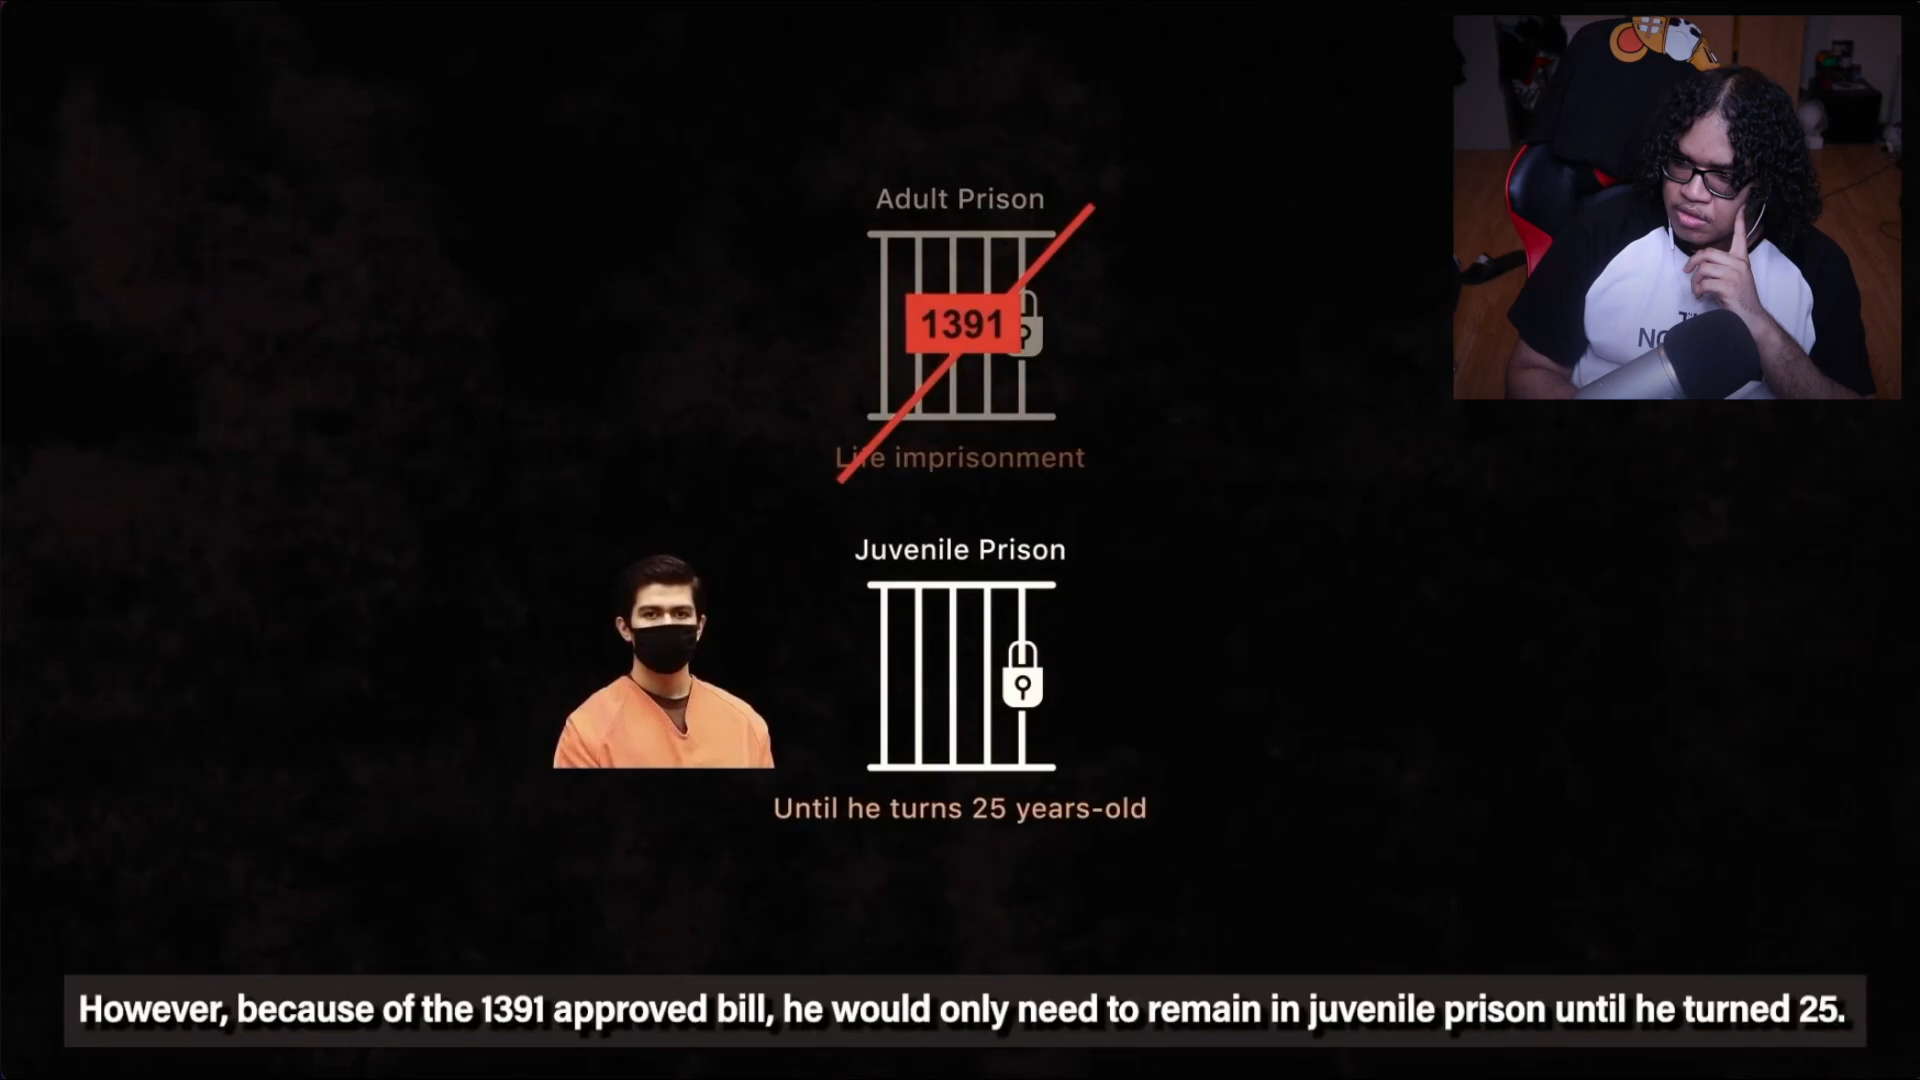 Adult Prison
1391
Life imprisonment
Juvenile Prison
Until he turns 25 years-old
However, because of the 1391 approved bill, he would only need to remain in juvenile prison until he turned 25.